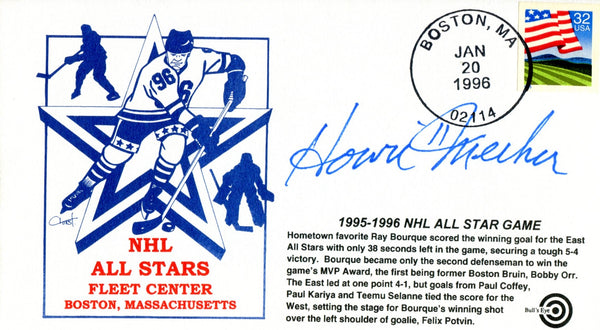 BOSTON, MA
JAN
20
1996
02114
32
USA
96
6
Howie Meeker
NHL
ALL STARS
FLEET CENTER
BOSTON, MASSACHUSETTS
1995-1996 NHL ALL STAR GAME
Hometown favorite Ray Bourque scored the winning goal for the East
All Stars with only 38 seconds left in the game, securing a tough 5-4
victory. Bourque became only the second defenseman to win the
game's MVP Award, the first being former Boston Bruin, Bobby Orr.
The East led at one point 4-1, but goals from Paul Coffey,
Paul Kariya and Teemu Selanne tied the score for the
West, setting the stage for Bourque's winning shot
over the left shoulder of goalie, Felix Potvin.
Bull's Eye